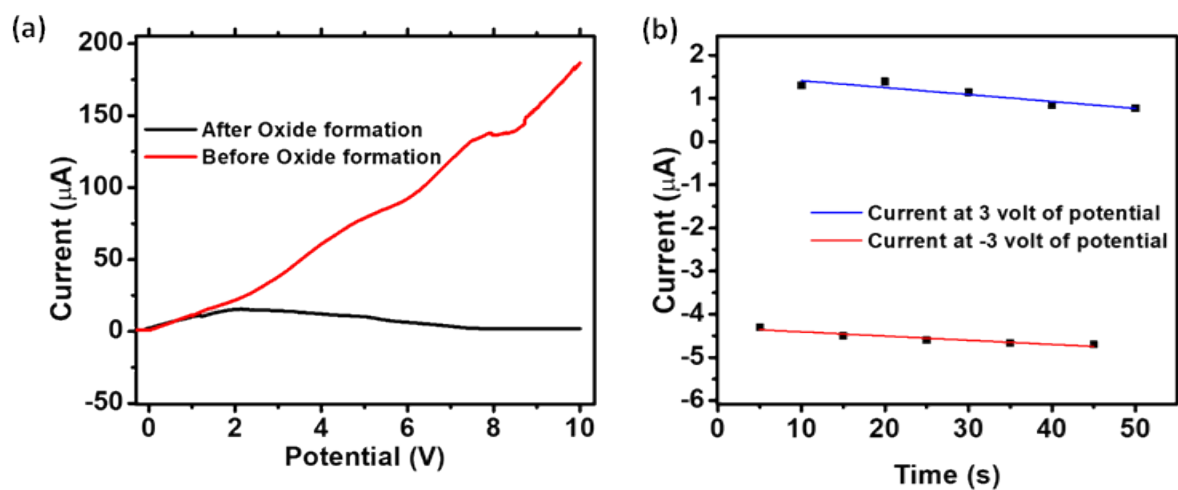 (a)
Current (μA)
200
150
100
50
0
-50
After Oxide formation
Before Oxide formation
0 2 4 6 8 10
Potential (V)
(b)
Current (μA)
2
1
0
-1
-2
-3
-4
-5
-6
Current at 3 volt of potential
Current at -3 volt of potential
0 10 20 30 40 50
Time (s)